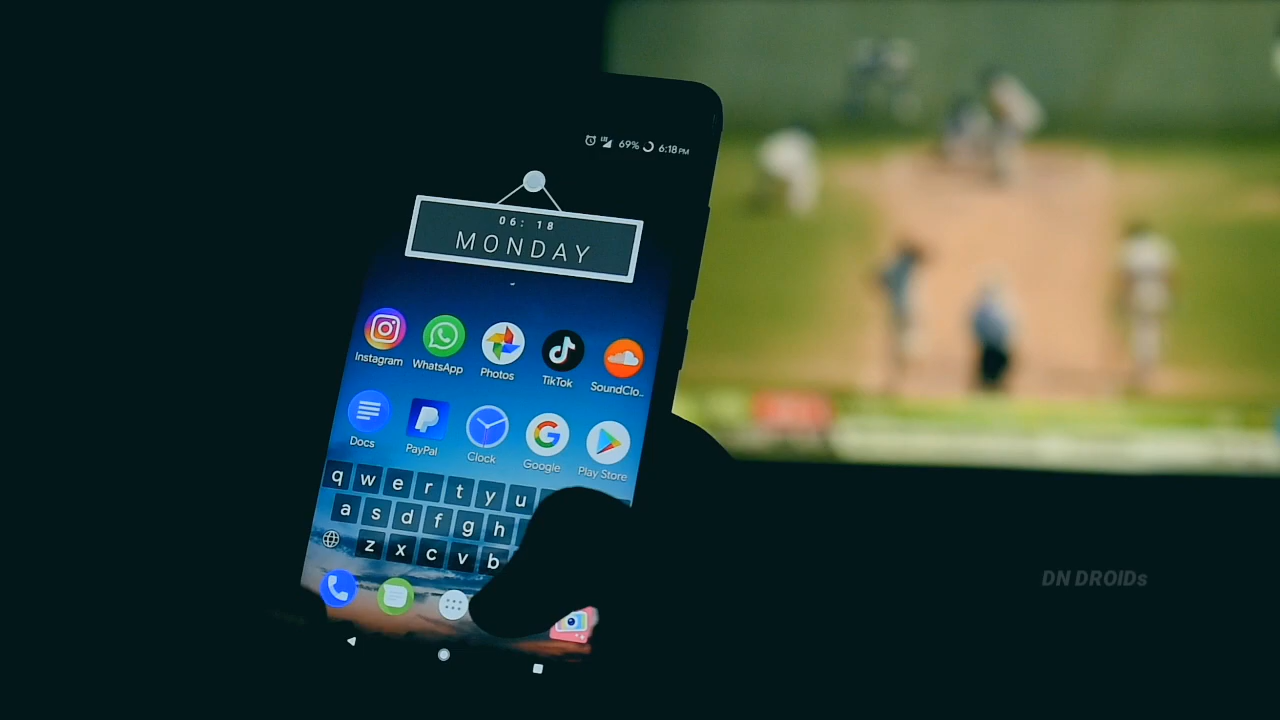 LTE 69% 6:18 PM
06: 18
MONDAY
Instagram WhatsApp Photos TikTok SoundClo..
Docs PayPal Clock Google Play Store
q w e r t y u
a s d f g h
z x c v b
DN DROIDs